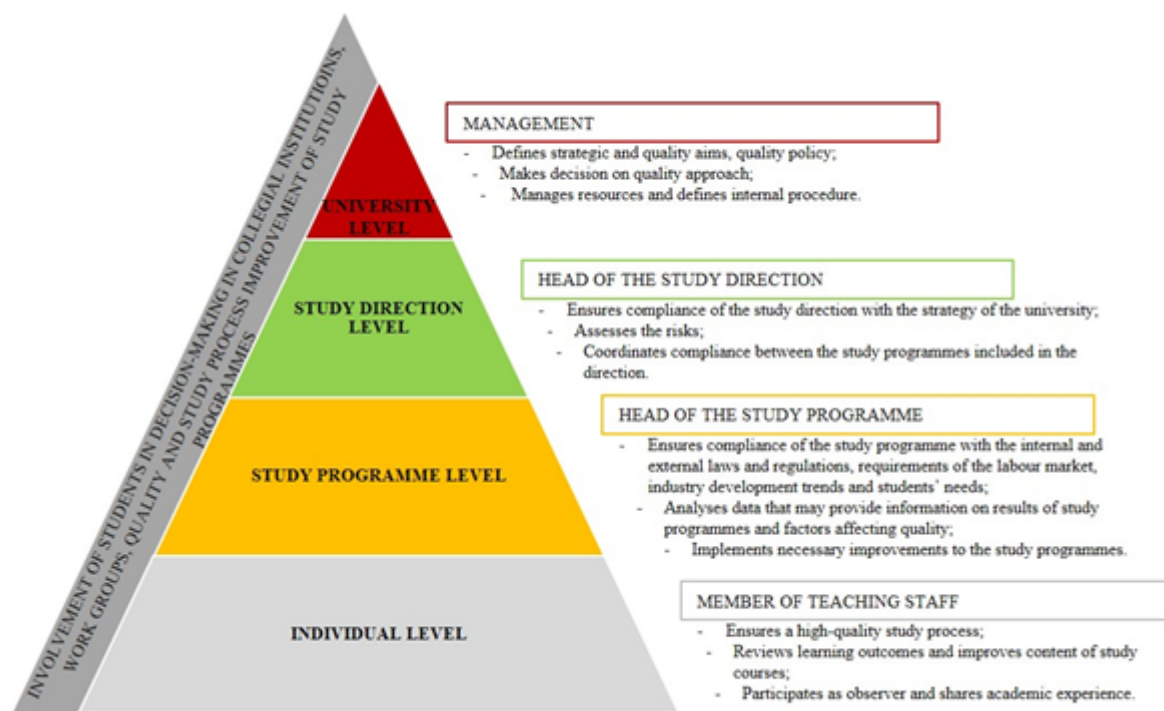 INVOLVEMENT OF STUDENTS IN DECISION-MAKING IN COLLEGIAL INSTITUTIOINS,
WORK GROUPS, QUALITY AND STUDY PROCESS IMPROVEMENT OF STUDY
PROGRAMMES
UNIVERSITY
LEVEL
MANAGEMENT
- Defines strategic and quality aims, quality policy;
- Makes decision on quality approach;
- Manages resources and defines internal procedure.
STUDY DIRECTION
LEVEL
HEAD OF THE STUDY DIRECTION
- Ensures compliance of the study direction with the strategy of the university;
- Assesses the risks;
- Coordinates compliance between the study programmes included in the
direction.
STUDY PROGRAMME LEVEL
HEAD OF THE STUDY PROGRAMME
- Ensures compliance of the study programme with the internal and
external laws and regulations, requirements of the labour market,
industry development trends and students` needs;
- Analyses data that may provide information on results of study
programmes and factors affecting quality;
- Implements necessary improvements to the study programmes.
INDIVIDUAL LEVEL
MEMBER OF TEACHING STAFF
- Ensures a high-quality study process;
- Reviews learning outcomes and improves content of study
courses;
- Participates as observer and shares academic experience.